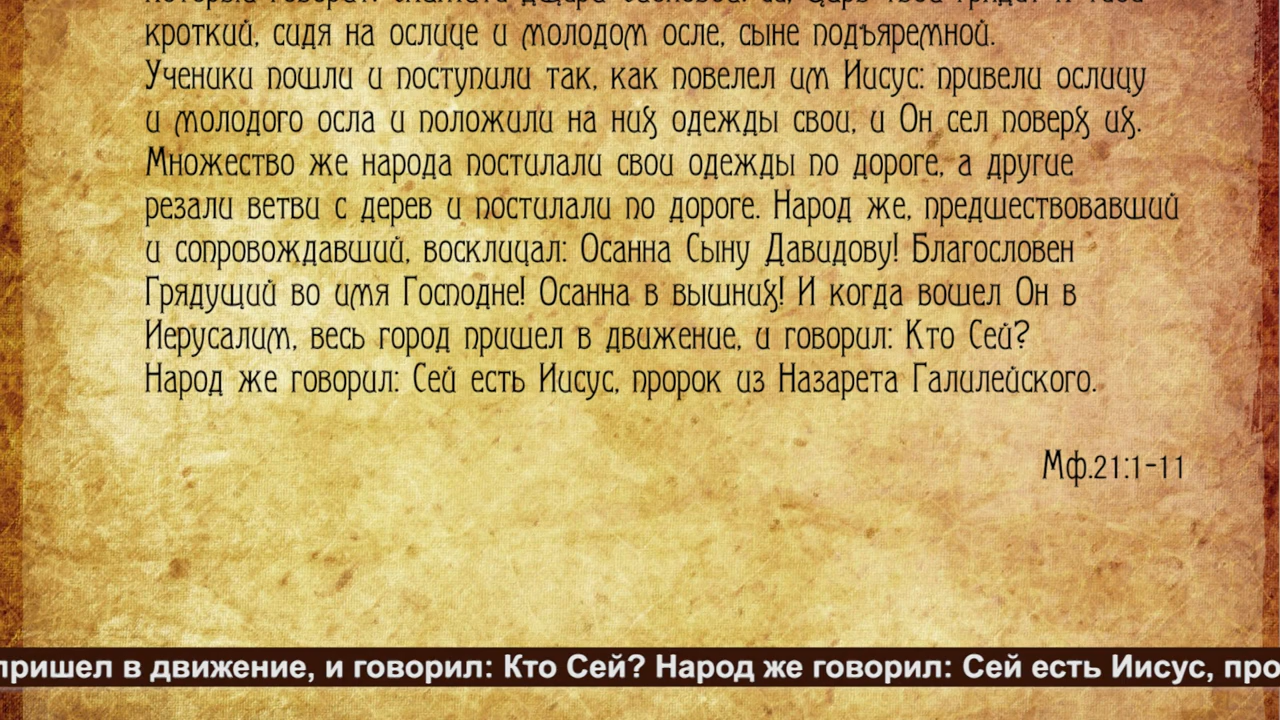 кроткий, сидя на ослице и молодом осле, сыне подъяремной.
Ученики пошли и поступили так, как повелел им Иисус: привели ослицу
и молодого осла и положили на них одежды свои, и Он сел поверх их.
Множество же народа постилали свои одежды по дороге, а другие
резали ветви с дерев и постилали по дороге. Народ же, предшествовавший
и сопровождавший, восклицал: Осанна Сыну Давидову! Благословен
Грядущий во имя Господне! Осанна в вышних! И когда вошел Он в
Иерусалим, весь город пришел в движение, и говорил: Кто Сей?
Народ же говорил: Сей есть Иисус, пророк из Назарета Галилейского.
Мф.21:1-11
пришел в движение, и говорил: Кто Сей? Народ же говорил: Сей есть Иисус, про